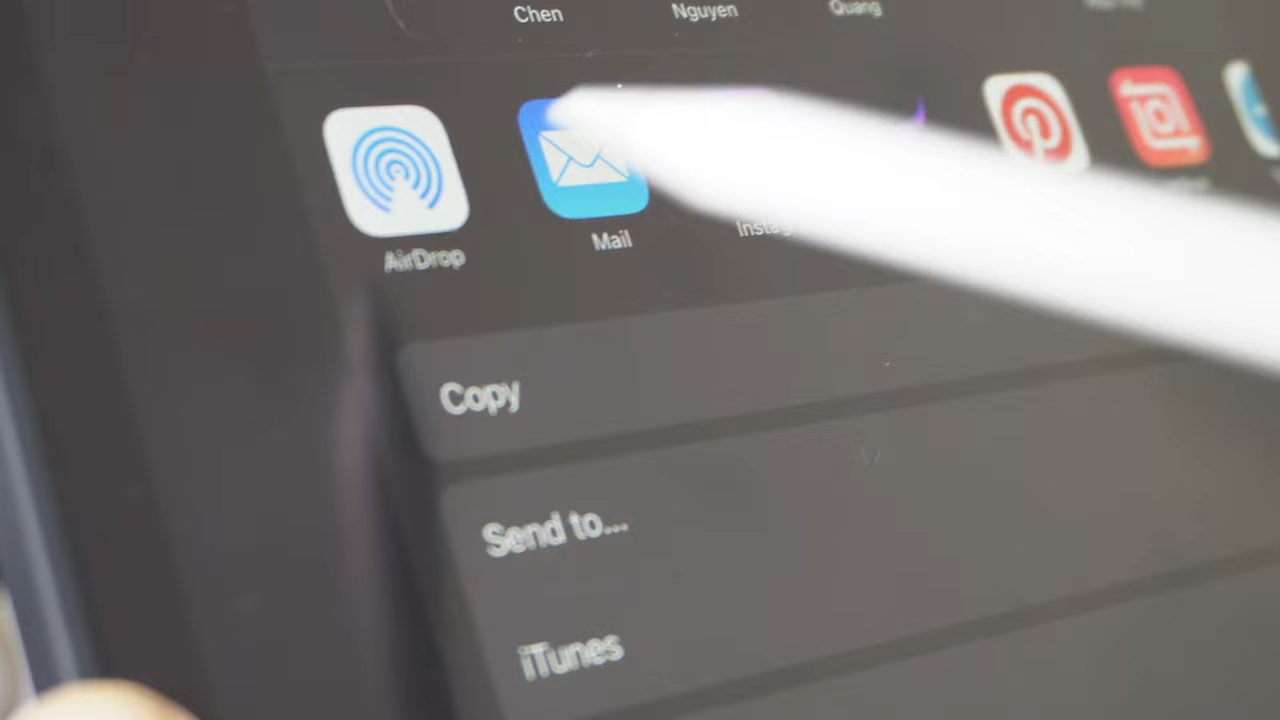 Chen Nguyen Quang
AirDrop Mail
Copy
Send to...
iTunes